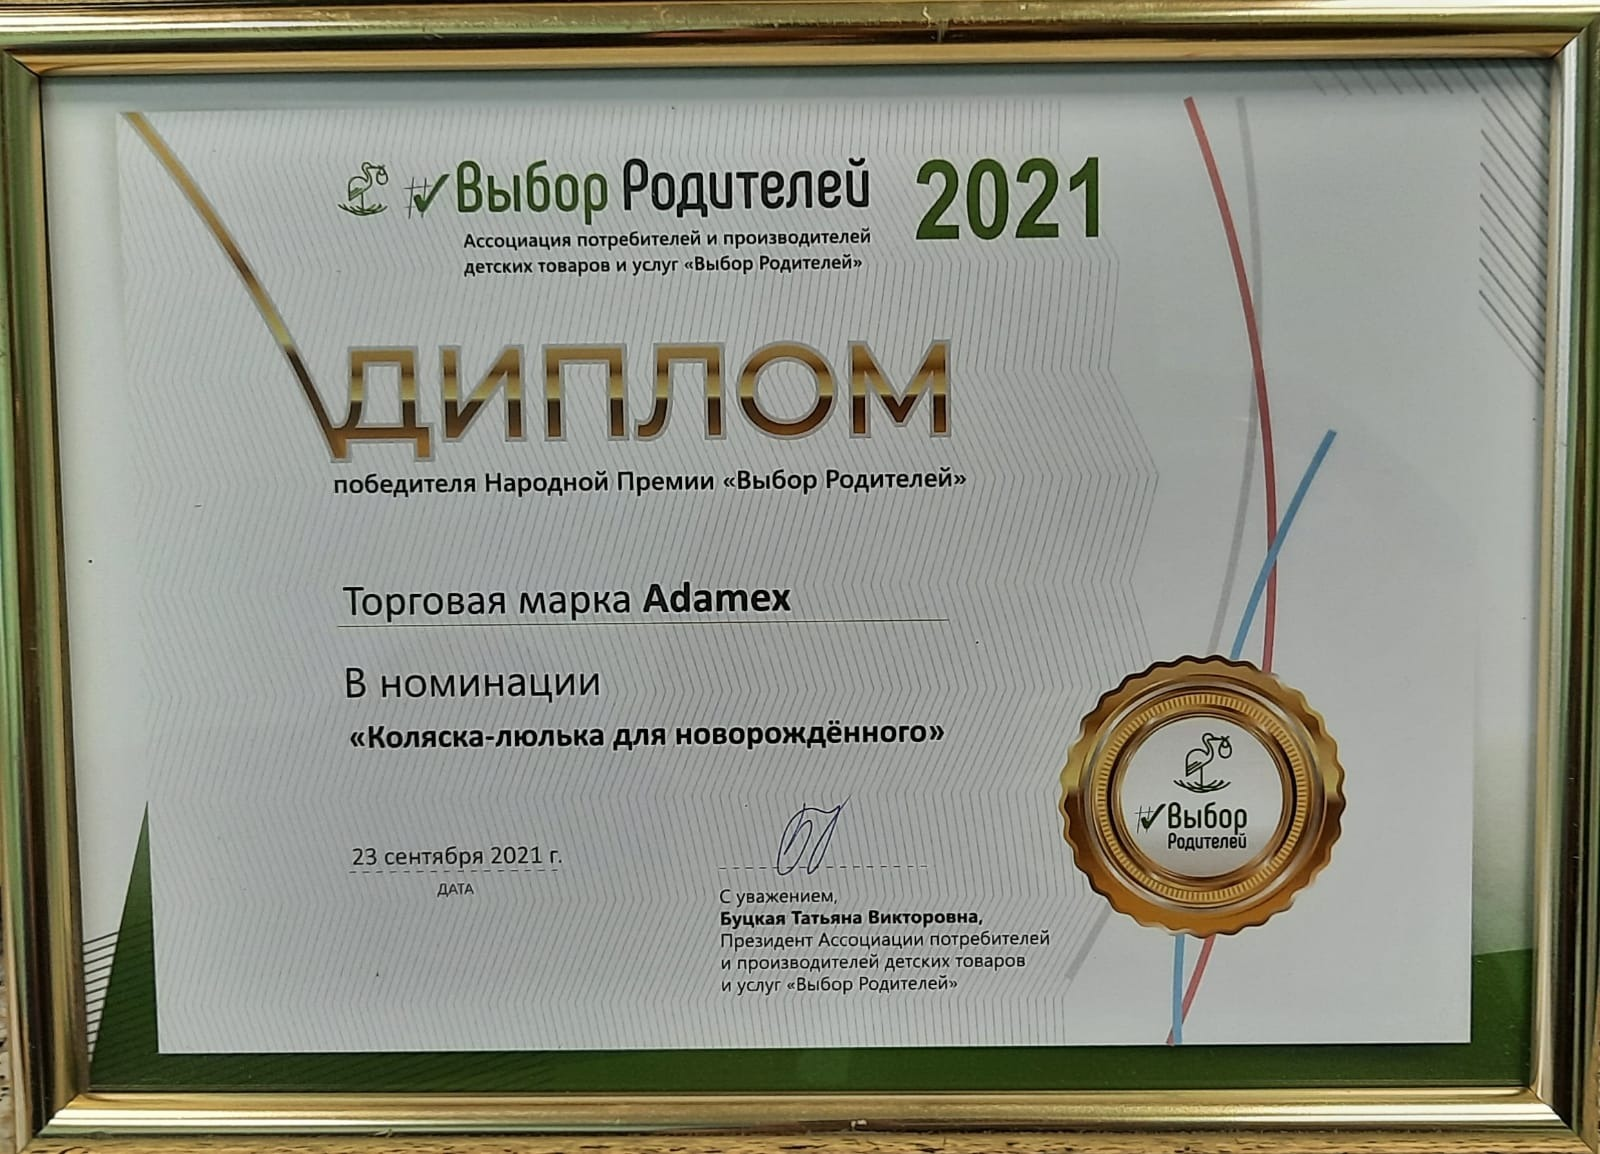 #Выбор Родителей 2021
Ассоциация потребителей и производителей
детских товаров и услуг «Выбор Родителей»
ДИПЛОМ
победителя Народной Премии «Выбор Родителей»
Торговая марка Adamex
В номинации
«Коляска-люлька для новорождённого»
23 сентября 2021 г.
ДАТА
С уважением,
Буцкая Татьяна Викторовна,
Президент Ассоциации потребителей
и производителей детских товаров
и услуг «Выбор Родителей»
#Выбор
Родителей